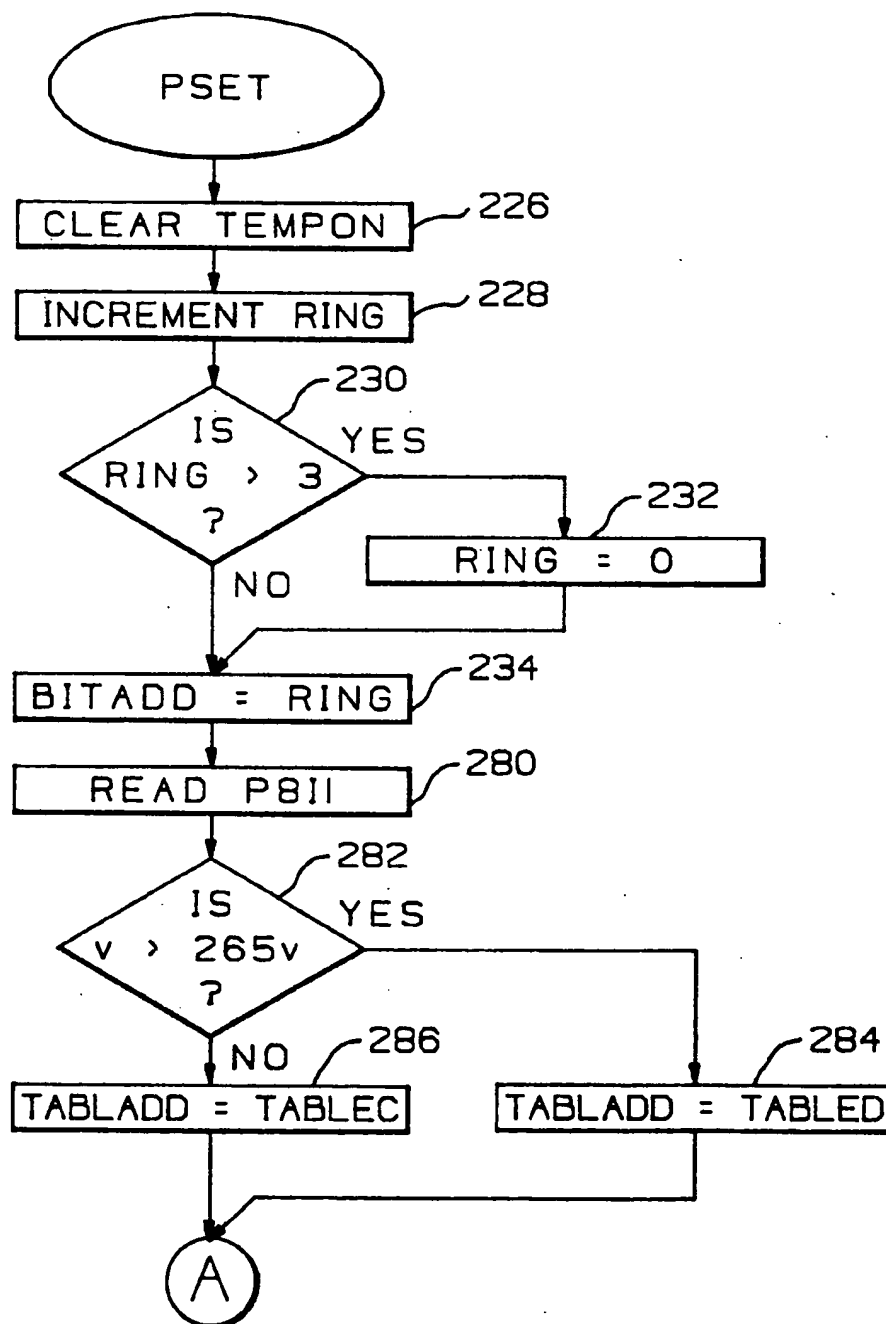 PSET
CLEAR TEMPON
226
INCREMENT RING
228
230
IS
RING > 3
?
YES
232
RING = 0
NO
BITADD = RING
234
READ P8II
280
282
IS
v > 265v
?
YES
NO
286
284
TABLADD = TABLEC
TABLADD = TABLED
A